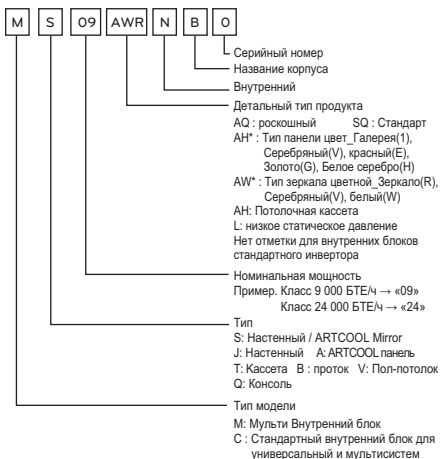 M S 09 AWR N B 0
Серийный номер
Название корпуса
Внутренний
Детальный тип продукта
AQ : роскошный SQ : Стандарт
AH* : Тип панели цвет_Галерея(1),
Серебряный(V), красный(E),
Золото(G), Белое серебро(H)
AW* : Тип зеркала цветной_Зеркало(R),
Серебряный(V), белый(W)
AH: Потолочная кассета
L: низкое статическое давление
Нет отметки для внутренних блоков
стандартного инвертора
Номинальная мощность
Пример. Класс 9 000 БТЕ/ч → «09»
Класс 24 000 БТЕ/ч → «24»
Тип
S: Настенный / ARTCOOL Mirror
J: Настенный A: ARTCOOL панель
T: Кассета B : проток V: Пол-потолок
Q: Консоль
Тип модели
M: Мульти Внутренний блок
C : Стандартный внутренний блок для
универсальный и мультисистем